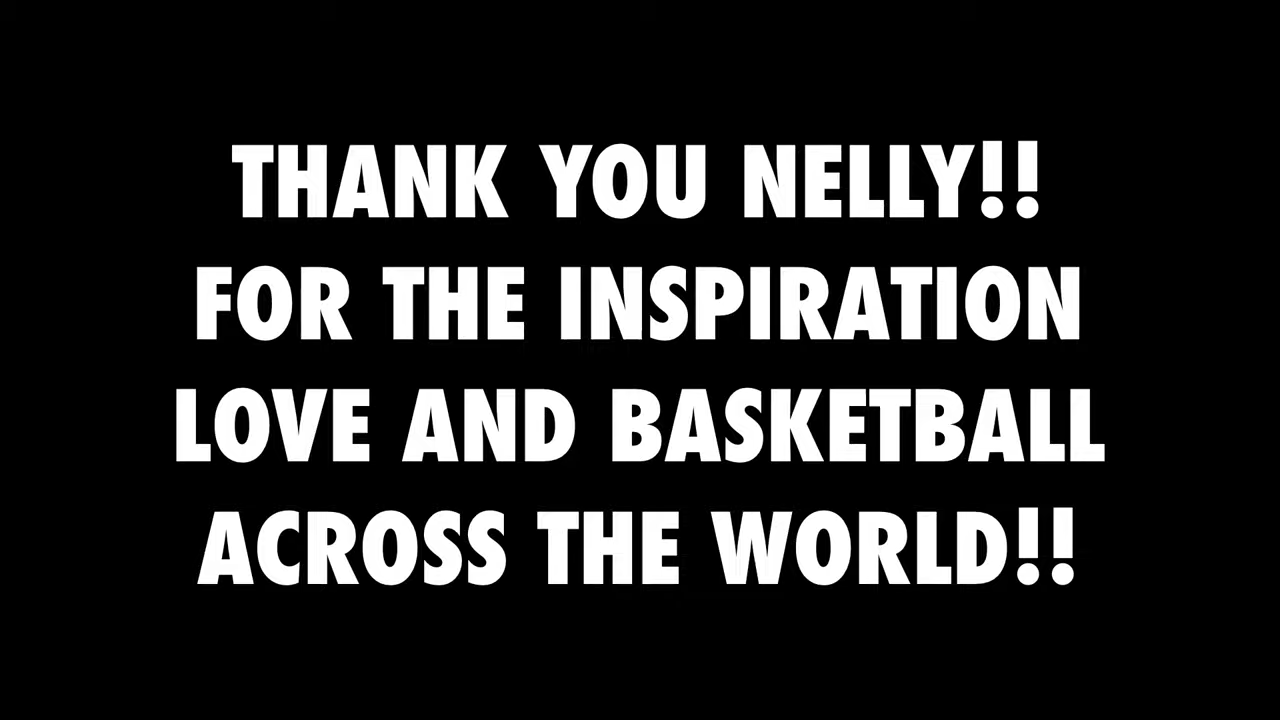 THANK YOU NELLY!!
FOR THE INSPIRATION
LOVE AND BASKETBALL
ACROSS THE WORLD!!